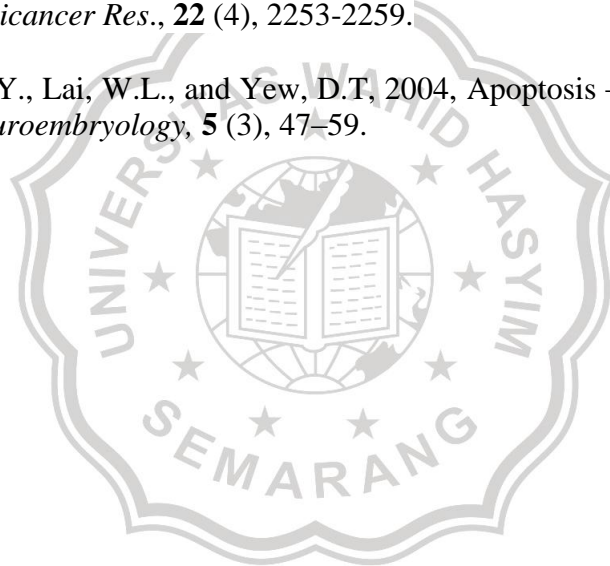 icancer Res., 22 (4), 2253-2259.
Y., Lai, W.L., and Yew, D.T, 2004, Apoptosis –
uroembryology, 5 (3), 47–59.
UNIVERSITAS WAHID HASYIM
SEMARANG